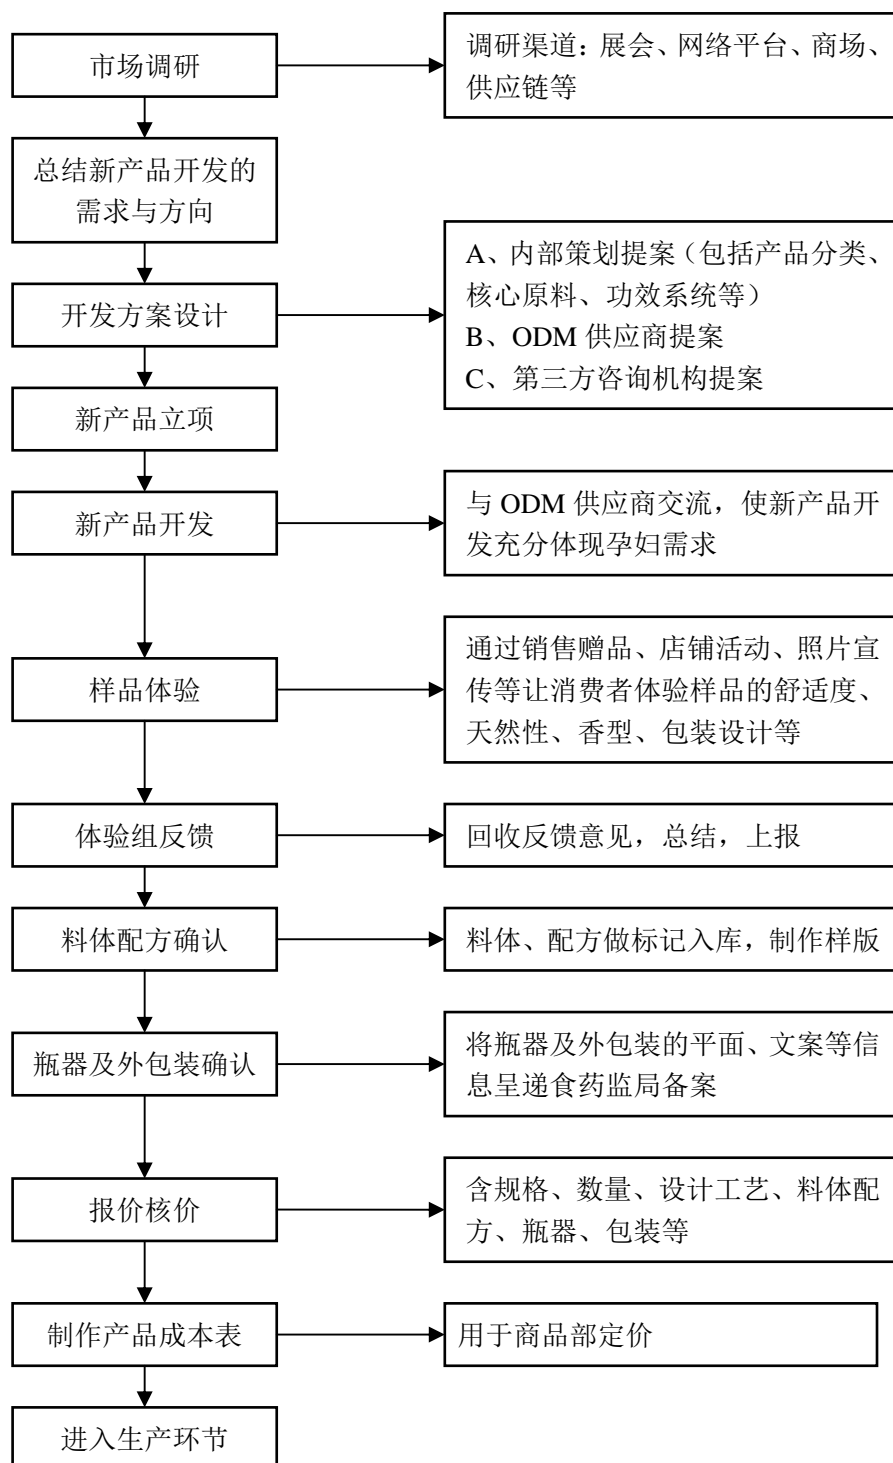 市场调研
调研渠道：展会、网络平台、商场、
供应链等
总结新产品开发的
需求与方向
开发方案设计
A、内部策划提案（包括产品分类、
核心原料、功效系统等）
B、ODM 供应商提案
C、第三方咨询机构提案
新产品立项
新产品开发
与 ODM 供应商交流，使新产品开
发充分体现孕妇需求
样品体验
通过销售赠品、店铺活动、照片宣
传等让消费者体验样品的舒适度、
天然性、香型、包装设计等
体验组反馈
回收反馈意见，总结，上报
料体配方确认
料体、配方做标记入库，制作样版
瓶器及外包装确认
将瓶器及外包装的平面、文案等信
息呈递食药监局备案
报价核价
含规格、数量、设计工艺、料体配
方、瓶器、包装等
制作产品成本表
用于商品部定价
进入生产环节